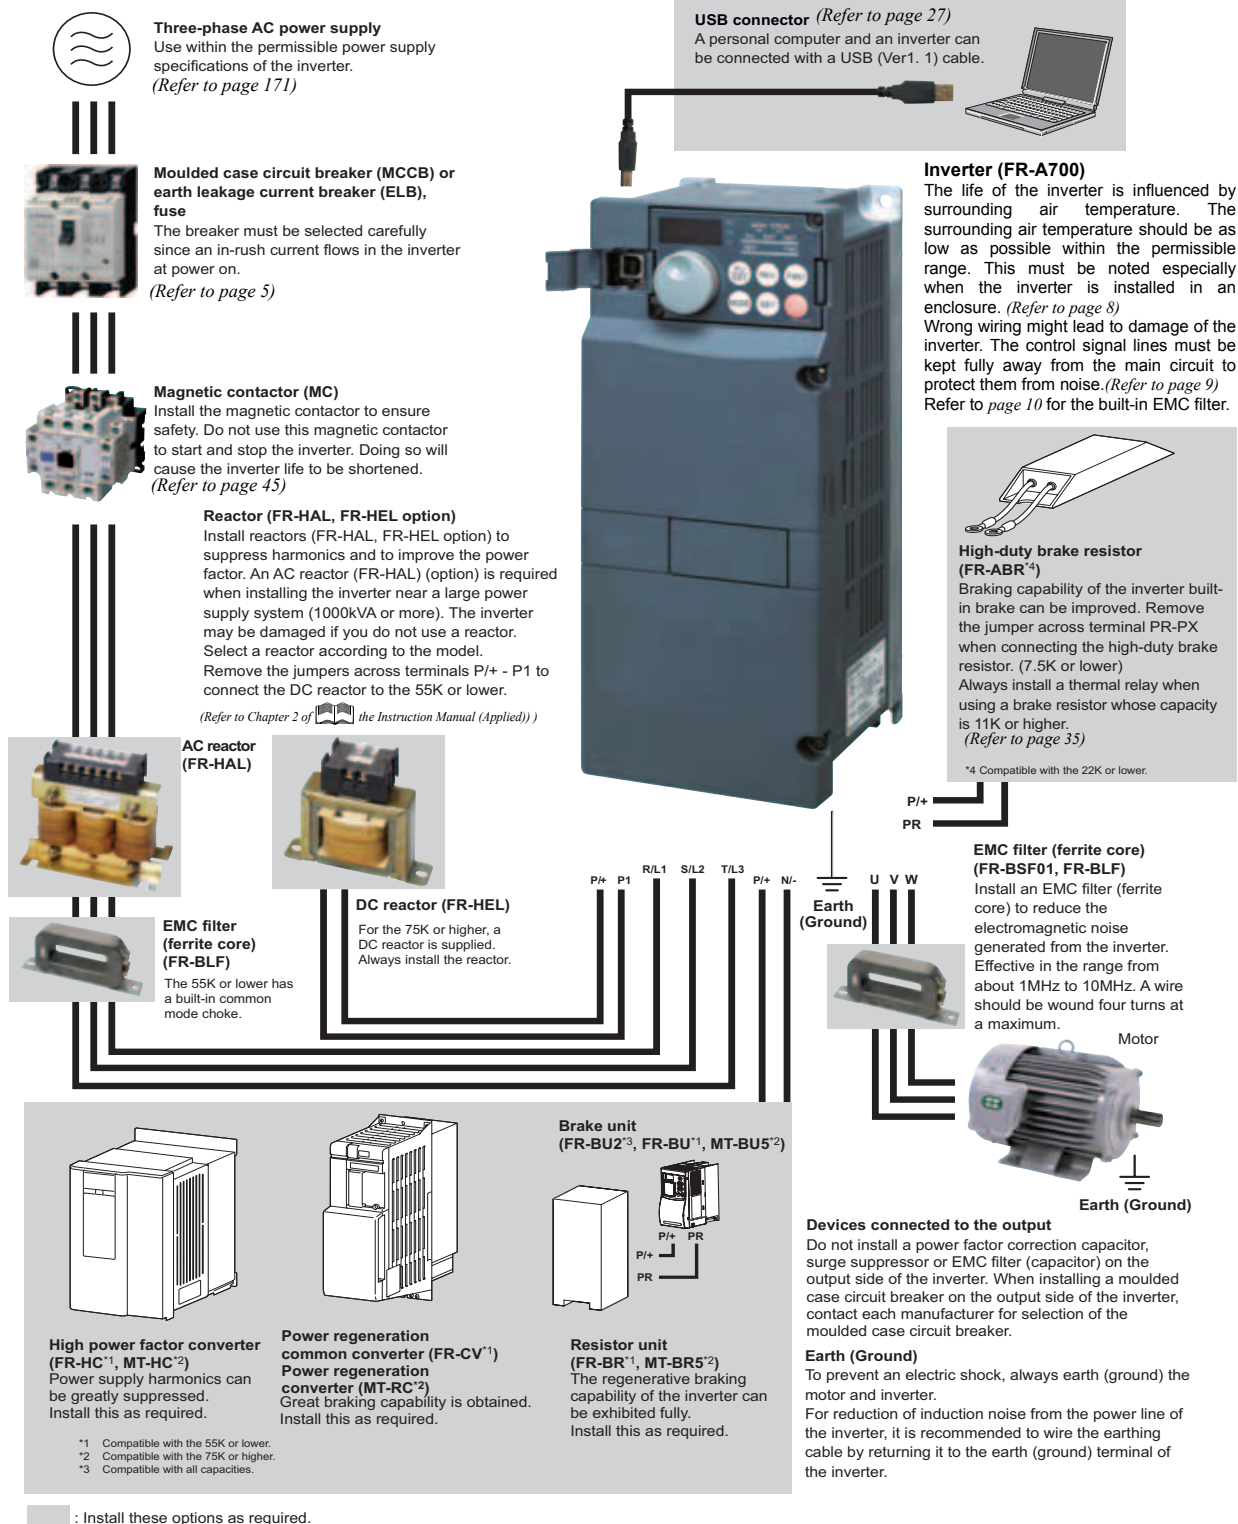 Three-phase AC power supply
Use within the permissible power supply
specifications of the inverter.
(Refer to page 171)
USB connector (Refer to page 27)
A personal computer and an inverter can
be connected with a USB (Ver1. 1) cable.
Moulded case circuit breaker (MCCB) or
earth leakage current breaker (ELB),
fuse
The breaker must be selected carefully
since an in-rush current flows in the inverter
at power on.
(Refer to page 5)
Inverter (FR-A700)
The life of the inverter is influenced by
surrounding air temperature. The
surrounding air temperature should be as
low as possible within the permissible
range. This must be noted especially
when the inverter is installed in an
enclosure. (Refer to page 8)
Wrong wiring might lead to damage of the
inverter. The control signal lines must be
kept fully away from the main circuit to
protect them from noise.(Refer to page 9)
Refer to page 10 for the built-in EMC filter.
Magnetic contactor (MC)
Install the magnetic contactor to ensure
safety. Do not use this magnetic contactor
to start and stop the inverter. Doing so will
cause the inverter life to be shortened.
(Refer to page 45)
Reactor (FR-HAL, FR-HEL option)
Install reactors (FR-HAL, FR-HEL option) to
suppress harmonics and to improve the power
factor. An AC reactor (FR-HAL) (option) is required
when installing the inverter near a large power
supply system (1000kVA or more). The inverter
may be damaged if you do not use a reactor.
Select a reactor according to the model.
Remove the jumpers across terminals P/+ - P1 to
connect the DC reactor to the 55K or lower.
(Refer to Chapter 2 of the Instruction Manual (Applied)) )
High-duty brake resistor
(FR-ABR*4)
Braking capability of the inverter built-
in brake can be improved. Remove
the jumper across terminal PR-PX
when connecting the high-duty brake
resistor. (7.5K or lower)
Always install a thermal relay when
using a brake resistor whose capacity
is 11K or higher.
(Refer to page 35)
*4 Compatible with the 22K or lower.
P/+
PR
AC reactor
(FR-HAL)
EMC filter
(ferrite core)
(FR-BLF)
The 55K or lower has
a built-in common
mode choke.
DC reactor (FR-HEL)
For the 75K or higher, a
DC reactor is supplied.
Always install the reactor.
P/+ P1 R/L1 S/L2 T/L3 P/+ N/-
Earth
(Ground)
U V W
EMC filter (ferrite core)
(FR-BSF01, FR-BLF)
Install an EMC filter (ferrite
core) to reduce the
electromagnetic noise
generated from the inverter.
Effective in the range from
about 1MHz to 10MHz. A wire
should be wound four turns at
a maximum.
Motor
Earth (Ground)
Brake unit
(FR-BU2*3, FR-BU*1, MT-BU5*2)
P/+ PR
P/+
PR
High power factor converter
(FR-HC*1, MT-HC*2)
Power supply harmonics can
be greatly suppressed.
Install this as required.
Power regeneration
common converter (FR-CV*1)
Power regeneration
converter (MT-RC*2)
Great braking capability is obtained.
Install this as required.
Resistor unit
(FR-BR*1, MT-BR5*2)
The regenerative braking
capability of the inverter can
be exhibited fully.
Install this as required.
*1 Compatible with the 55K or lower.
*2 Compatible with the 75K or higher.
*3 Compatible with all capacities.
Devices connected to the output
Do not install a power factor correction capacitor,
surge suppressor or EMC filter (capacitor) on the
output side of the inverter. When installing a moulded
case circuit breaker on the output side of the inverter,
contact each manufacturer for selection of the
moulded case circuit breaker.
Earth (Ground)
To prevent an electric shock, always earth (ground) the
motor and inverter.
For reduction of induction noise from the power line of
the inverter, it is recommended to wire the earthing
cable by returning it to the earth (ground) terminal of
the inverter.
: Install these options as required.